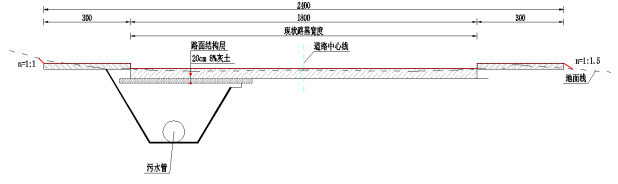 2400
300
1800
300
现状路基宽度
路面结构层
20cm 8%灰土
道路中心线
n=1:1
n=1:1.5
地面线
污水管